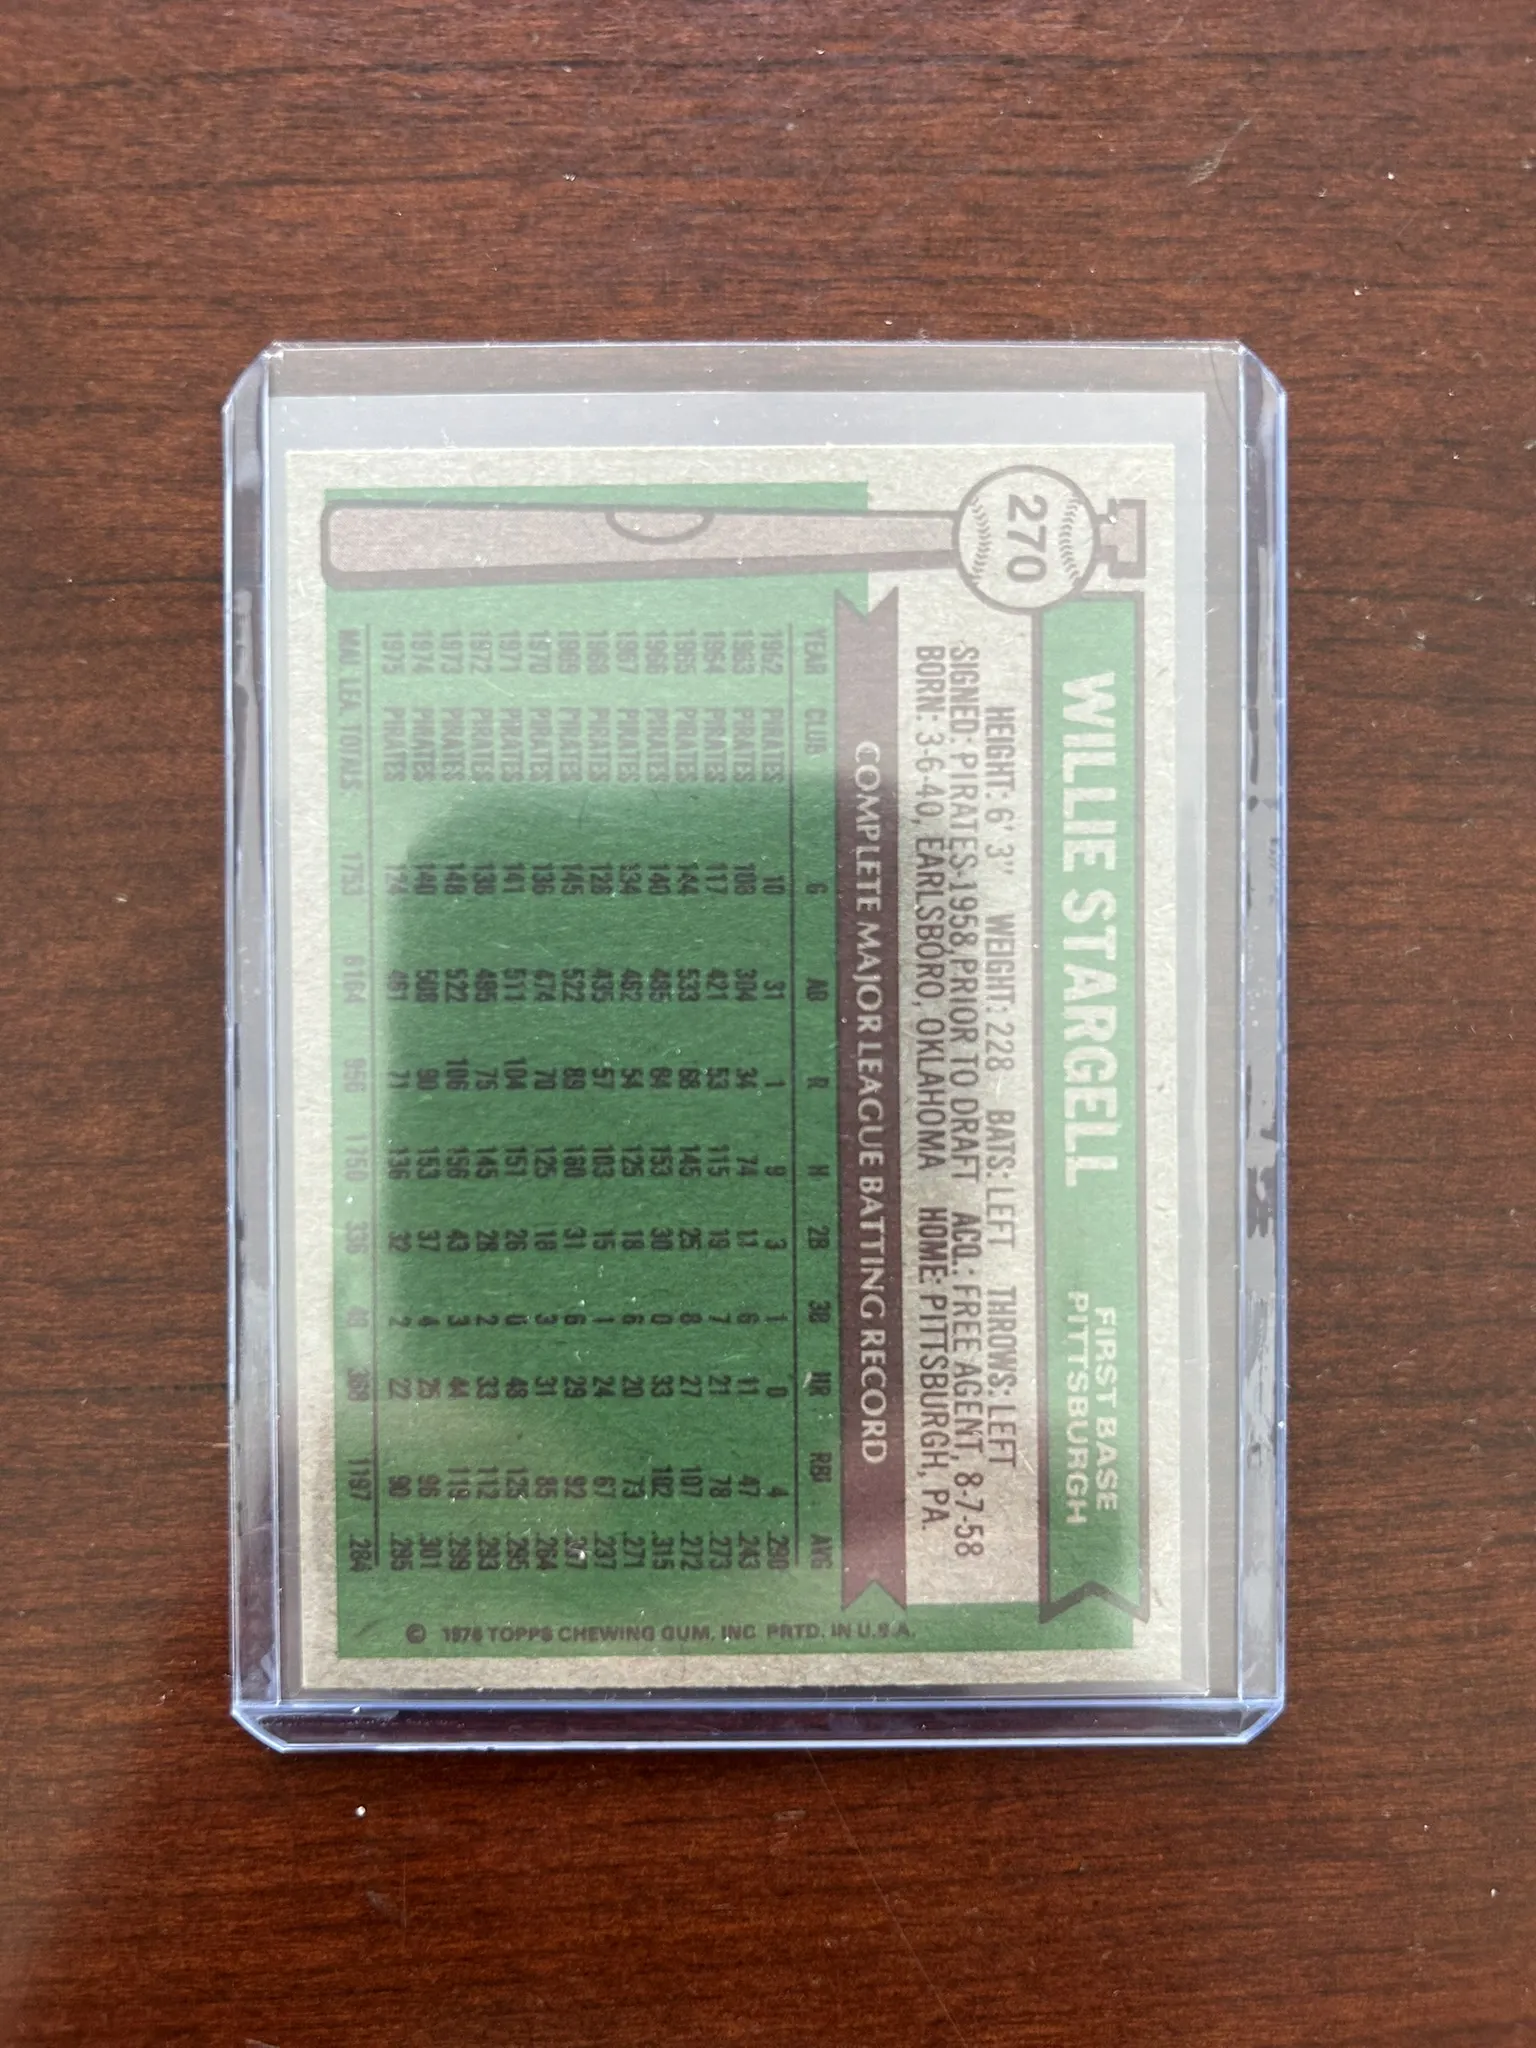 270
WILLIE STARGELL
FIRST BASE
PITTSBURGH
HEIGHT: 6' 3" WEIGHT: 228 BATS: LEFT THROWS: LEFT
SIGNED: PIRATES-1958, PRIOR TO DRAFT ACQ.: FREE AGENT, 8-7-58
BORN: 3-6-40, EARLSBORO, OKLAHOMA HOME: PITTSBURGH, PA.
COMPLETE MAJOR LEAGUE BATTING RECORD
YEAR CLUB G AB R H 2B 3B HR RBI AVG
1962 PIRATES 10 31 1 9 3 1 0 4 .290
1963 PIRATES 108 304 34 74 11 6 11 47 .243
1964 PIRATES 117 421 53 115 19 7 21 78 .273
1965 PIRATES 144 533 68 145 25 8 27 107 .272
1966 PIRATES 140 485 84 153 30 0 33 102 .315
1967 PIRATES 134 462 54 125 18 6 20 73 .271
1968 PIRATES 128 435 57 103 15 1 24 67 .237
1969 PIRATES 145 522 89 160 31 6 29 92 .307
1970 PIRATES 136 474 70 125 18 3 31 85 .264
1971 PIRATES 141 511 104 151 26 0 48 125 .295
1972 PIRATES 138 495 75 145 28 2 33 112 .293
1973 PIRATES 148 522 106 156 43 3 44 119 .299
1974 PIRATES 140 508 90 153 37 4 25 96 .301
1975 PIRATES 124 461 71 136 32 2 22 90 .295
MAJ. LEA. TOTALS 1753 6164 956 1750 336 49 368 1197 .284
© 1976 TOPPS CHEWING GUM, INC. PRTD. IN U.S.A.